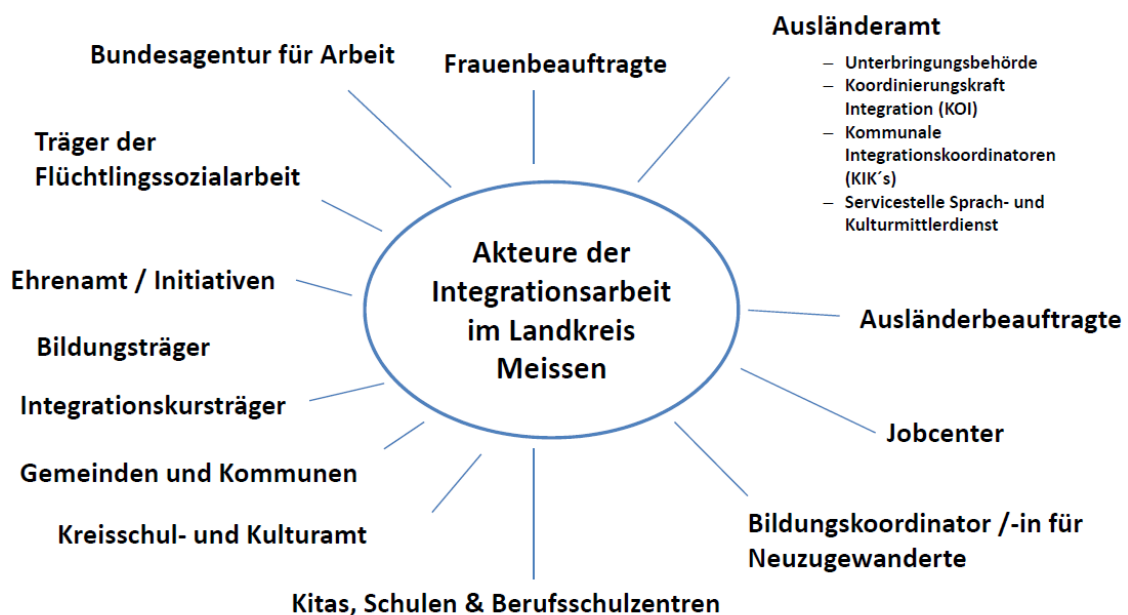 Bundesagentur für Arbeit
Frauenbeauftragte
Ausländeramt
– Unterbringungsbehörde
– Koordinierungskraft
Integration (KOI)
– Kommunale
Integrationskoordinatoren
(KIK´s)
– Servicestelle Sprach- und
Kulturmittlerdienst
Träger der
Flüchtlingssozialarbeit
Ehrenamt / Initiativen
Bildungsträger
Integrationskursträger
Gemeinden und Kommunen
Kreisschul- und Kulturamt
Akteure der
Integrationsarbeit
im Landkreis
Meissen
Ausländerbeauftragte
Jobcenter
Bildungskoordinator /-in für
Neuzugewanderte
Kitas, Schulen & Berufsschulzentren